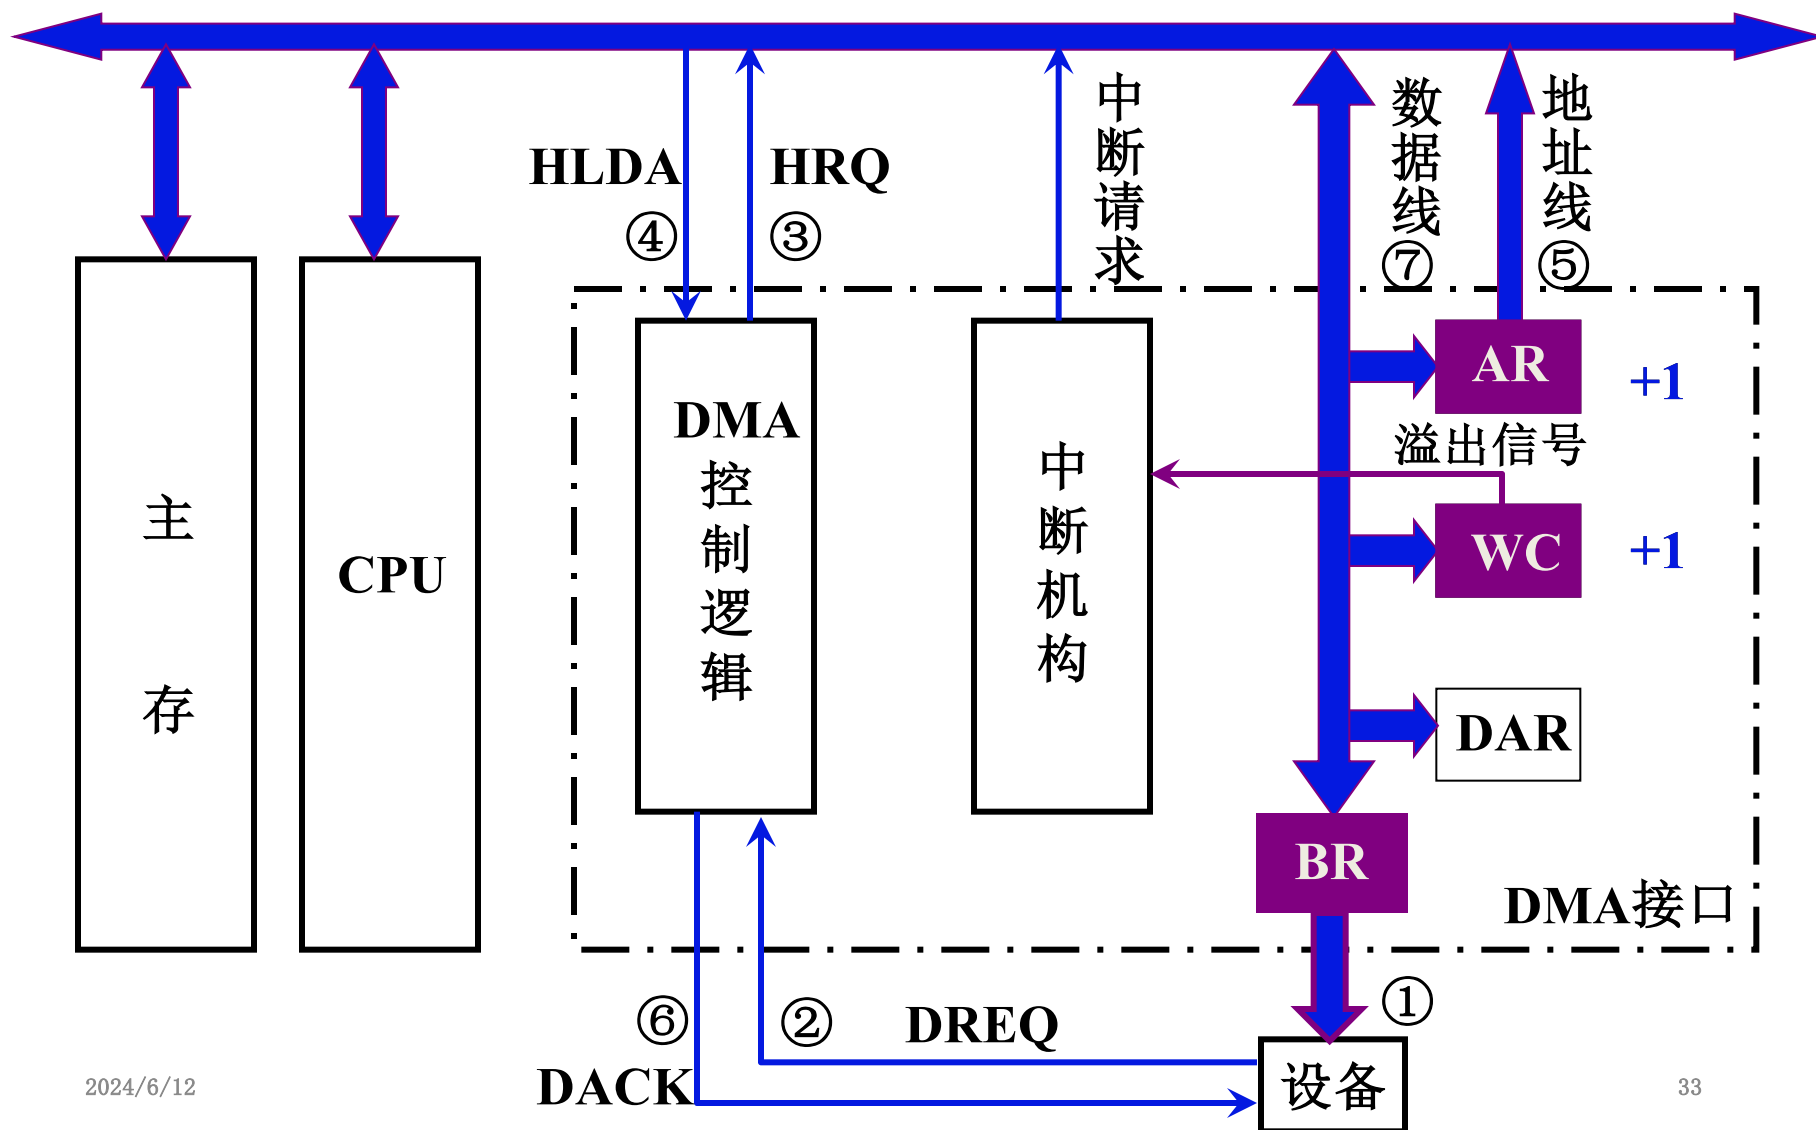 HLDA
④
HRQ
③
中断请求
数据线
⑦
地址线
⑤
主存
CPU
DMA
控制逻辑
中断机构
AR
+1
溢出信号
WC
+1
DAR
BR
DMA接口
①
⑥
②
DREQ
DACK
设备
2024/6/12
33